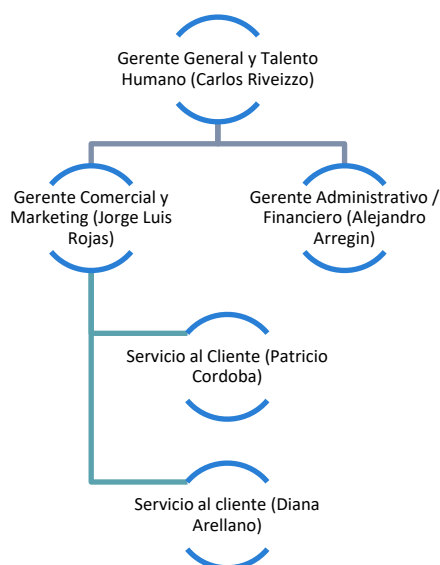 Gerente General y Talento
Humano (Carlos Riveizzo)
Gerente Comercial y
Marketing (Jorge Luis
Rojas)
Gerente Administrativo /
Financiero (Alejandro
Arregin)
Servicio al Cliente (Patricio
Cordoba)
Servicio al cliente (Diana
Arellano)